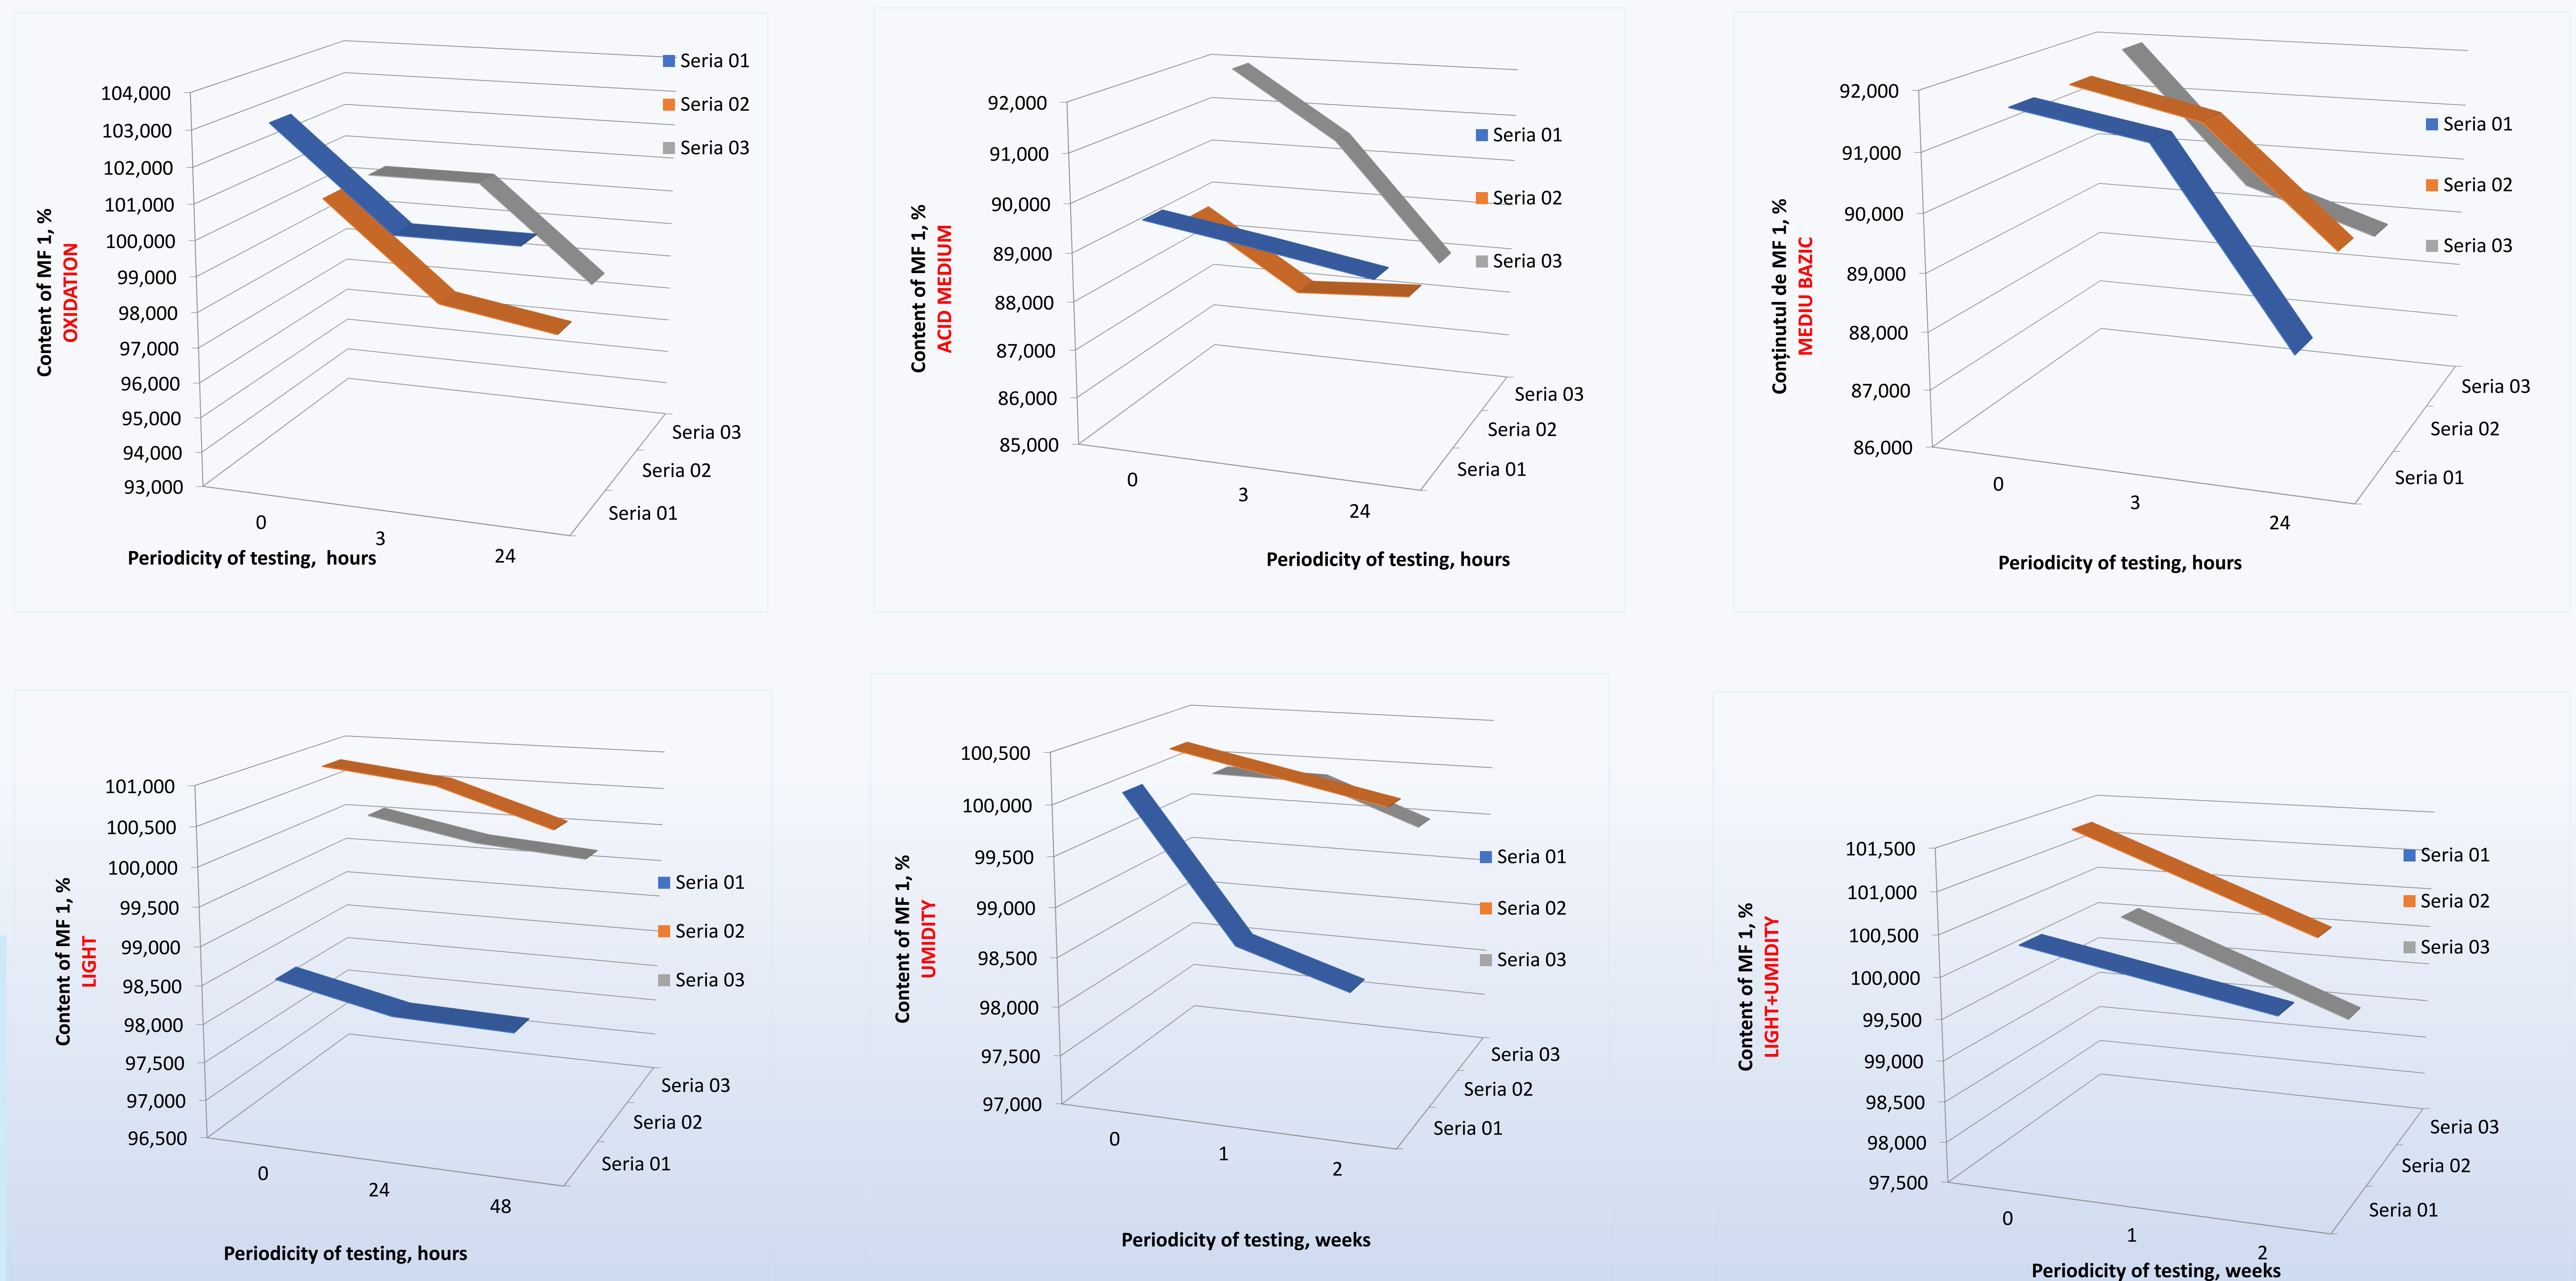 Seria 01
Seria 02
Seria 03
104,000
103,000
102,000
101,000
100,000
99,000
98,000
97,000
96,000
95,000
94,000
93,000
Content of MF 1, %
OXIDATION
0
3
24
Seria 03
Seria 02
Seria 01
Periodicity of testing, hours
92,000
91,000
90,000
89,000
88,000
87,000
86,000
85,000
Content of MF 1, %
ACID MEDIUM
Seria 01
Seria 02
Seria 03
0
3
24
Seria 03
Seria 02
Seria 01
Periodicity of testing, hours
92,000
91,000
90,000
89,000
88,000
87,000
86,000
Conținutul de MF 1, %
MEDIU BAZIC
Seria 01
Seria 02
Seria 03
0
3
24
Seria 03
Seria 02
Seria 01
Periodicity of testing, hours
101,000
100,500
100,000
99,500
99,000
98,500
98,000
97,500
97,000
96,500
Content of MF 1, %
LIGHT
Seria 01
Seria 02
Seria 03
0
24
48
Seria 03
Seria 02
Seria 01
Periodicity of testing, hours
100,500
100,000
99,500
99,000
98,500
98,000
97,500
97,000
Content of MF 1, %
UMIDITY
Seria 01
Seria 02
Seria 03
0
1
2
Seria 03
Seria 02
Seria 01
Periodicity of testing, weeks
101,500
101,000
100,500
100,000
99,500
99,000
98,500
98,000
97,500
Content of MF 1, %
LIGHT+UMIDITY
Seria 01
Seria 02
Seria 03
0
1
2
Seria 03
Seria 02
Seria 01
Periodicity of testing, weeks